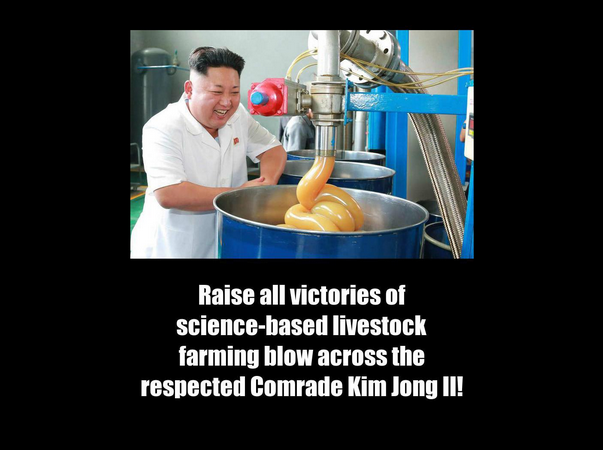 Raise all victories of
science-based livestock
farming blow across the
respected Comrade Kim Jong Il!